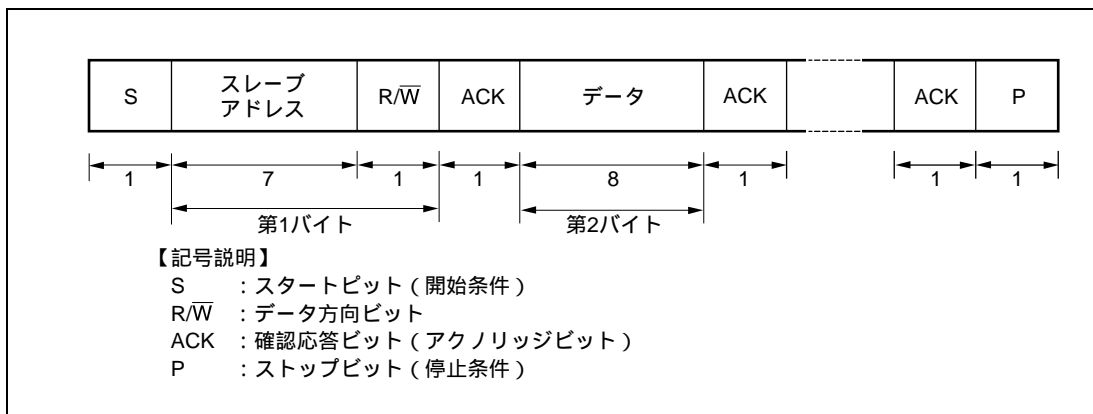 S スレーブ アドレス R/W̅ ACK データ ACK ACK P
1 7 1 1 8 1 1 1
第1バイト 第2バイト
【記号説明】
S :スタートビット(開始条件)
R/W̅ :データ方向ビット
ACK :確認応答ビット(アクノリッジビット)
P :ストップビット(停止条件)